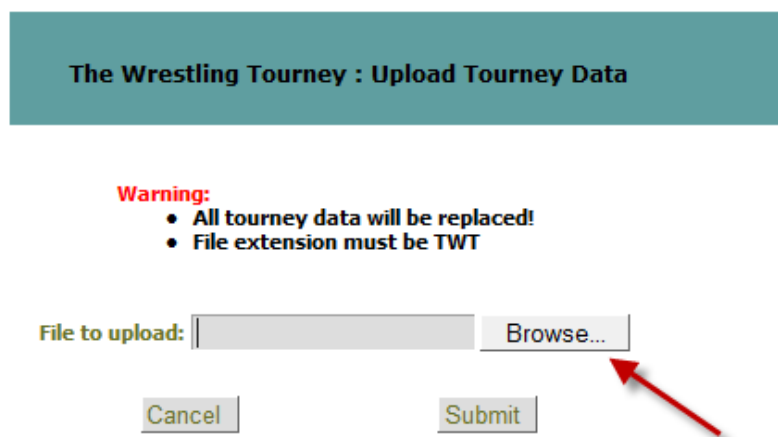 The Wrestling Tourney : Upload Tourney Data
Warning:
• All tourney data will be replaced!
• File extension must be TWT
File to upload: Browse...
Cancel Submit